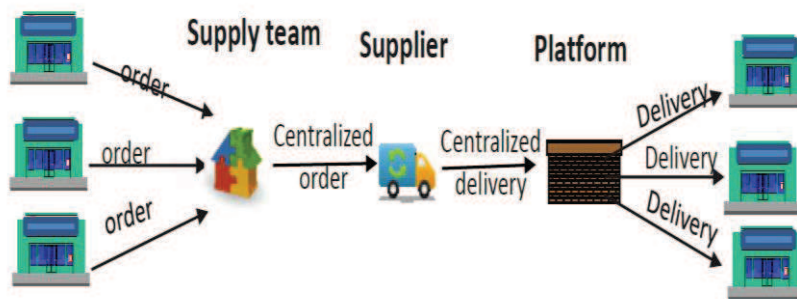 Supply team
Supplier
Platform
order
order
order
Centralized
order
Centralized
delivery
Delivery
Delivery
Delivery